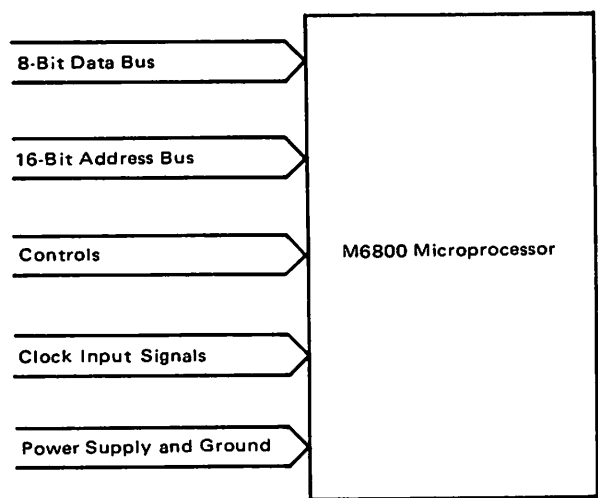 8-Bit Data Bus
16-Bit Address Bus
Controls
M6800 Microprocessor
Clock Input Signals
Power Supply and Ground